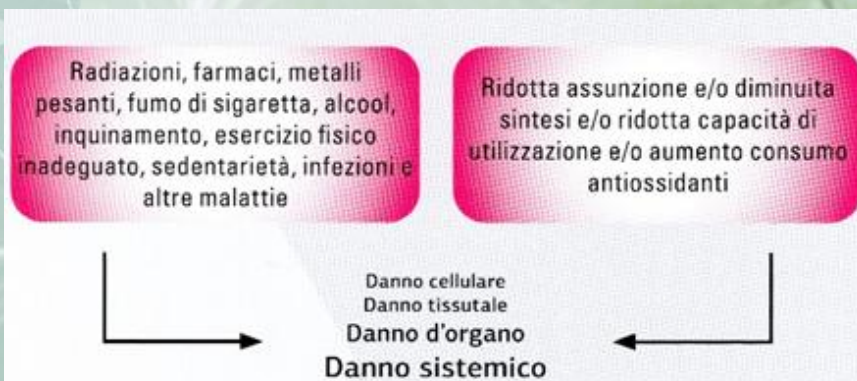 Radiazioni, farmaci, metalli
pesanti, fumo di sigaretta, alcool,
inquinamento, esercizio fisico
inadeguato, sedentarietà, infezioni e
altre malattie
Ridotta assunzione e/o diminuita
sintesi e/o ridotta capacità di
utilizzazione e/o aumento consumo
antiossidanti
Danno cellulare
Danno tissutale
Danno d'organo
Danno sistemico